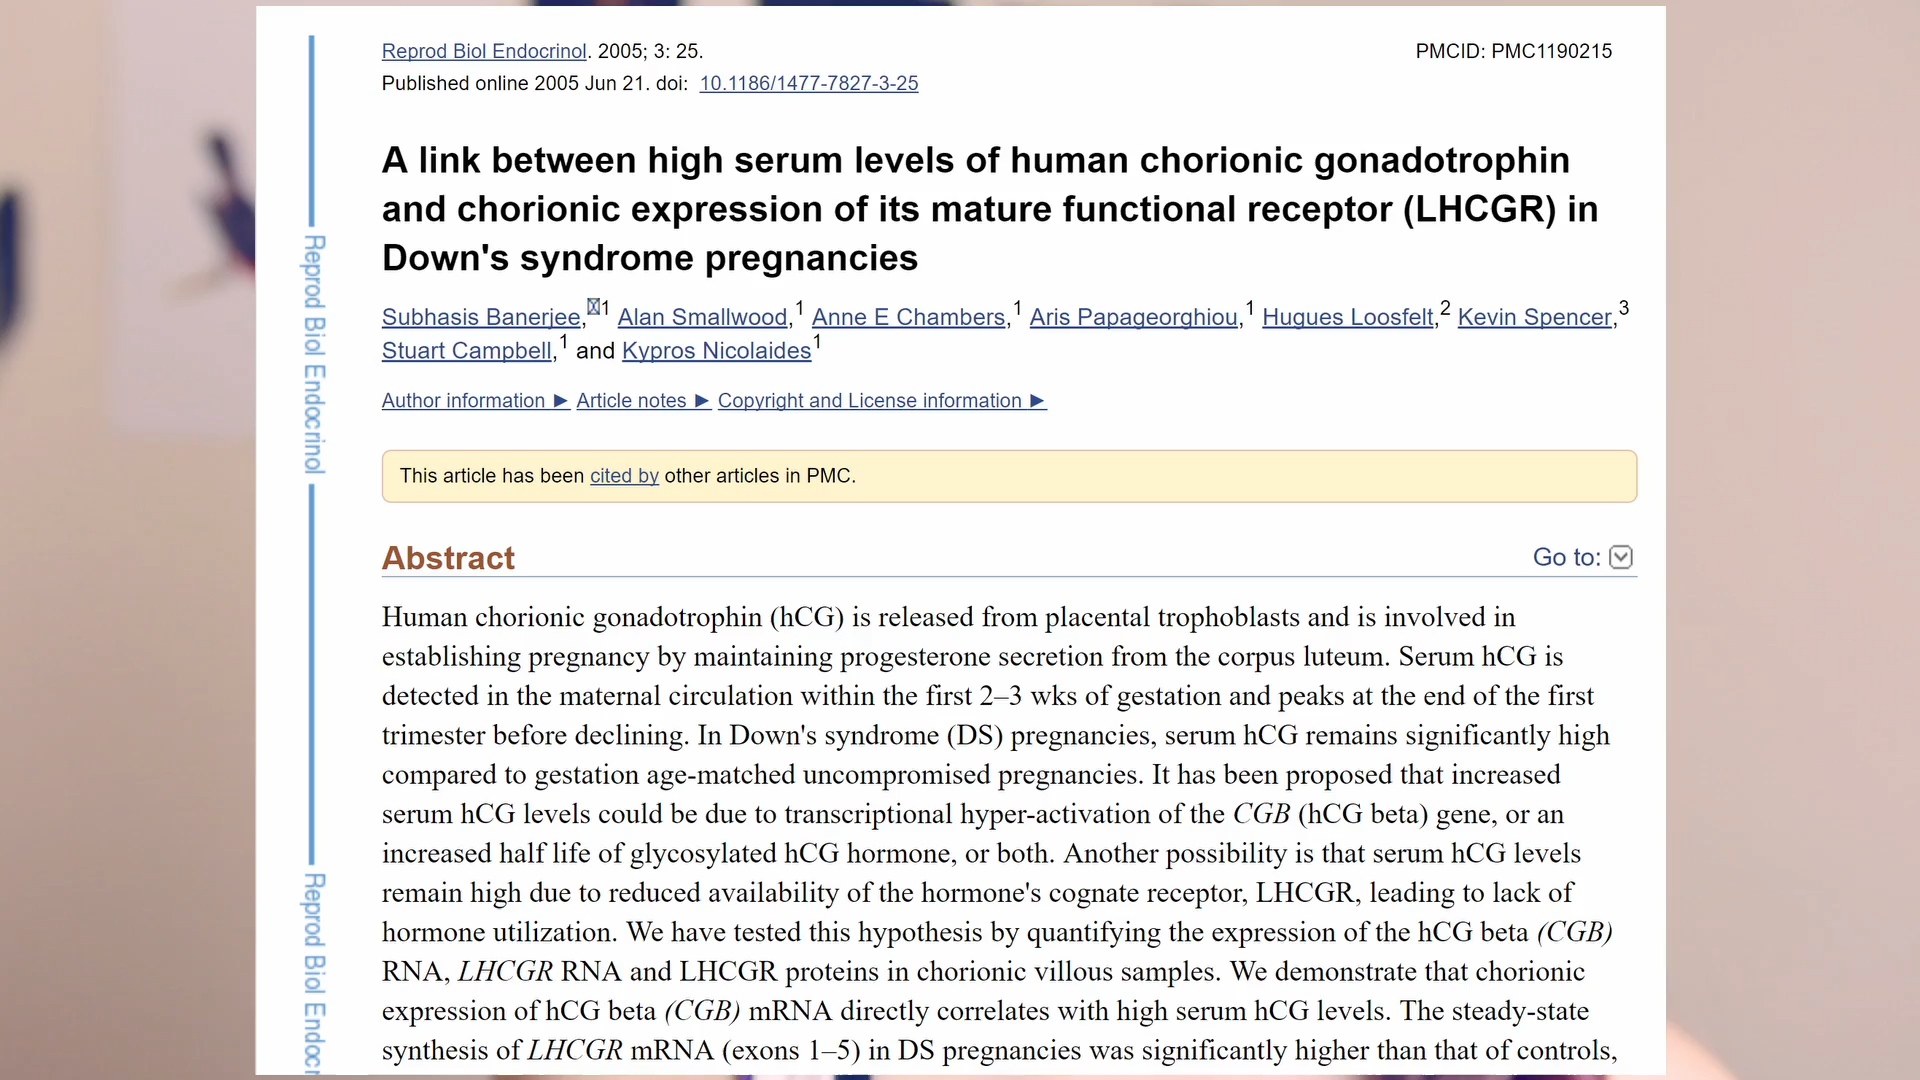 Reprod Biol Endocrinol. 2005; 3: 25.
PMCID: PMC1190215
Published online 2005 Jun 21. doi: 10.1186/1477-7827-3-25
A link between high serum levels of human chorionic gonadotrophin
and chorionic expression of its mature functional receptor (LHCGR) in
Down's syndrome pregnancies
Subhasis Banerjee,1 Alan Smallwood,1 Anne E Chambers,1 Aris Papageorghiou,1 Hugues Loosfelt,2 Kevin Spencer,3
Stuart Campbell,1 and Kypros Nicolaides1
Author information ► Article notes ► Copyright and License information ►
This article has been cited by other articles in PMC.
Abstract
Go to:
Human chorionic gonadotrophin (hCG) is released from placental trophoblasts and is involved in
establishing pregnancy by maintaining progesterone secretion from the corpus luteum. Serum hCG is
detected in the maternal circulation within the first 2–3 wks of gestation and peaks at the end of the first
trimester before declining. In Down's syndrome (DS) pregnancies, serum hCG remains significantly high
compared to gestation age-matched uncompromised pregnancies. It has been proposed that increased
serum hCG levels could be due to transcriptional hyper-activation of the CGB (hCG beta) gene, or an
increased half life of glycosylated hCG hormone, or both. Another possibility is that serum hCG levels
remain high due to reduced availability of the hormone's cognate receptor, LHCGR, leading to lack of
hormone utilization. We have tested this hypothesis by quantifying the expression of the hCG beta (CGB)
RNA, LHCGR RNA and LHCGR proteins in chorionic villous samples. We demonstrate that chorionic
expression of hCG beta (CGB) mRNA directly correlates with high serum hCG levels. The steady-state
synthesis of LHCGR mRNA (exons 1–5) in DS pregnancies was significantly higher than that of controls,
Reprod Biol Endocrinol
Reprod Biol Endocr